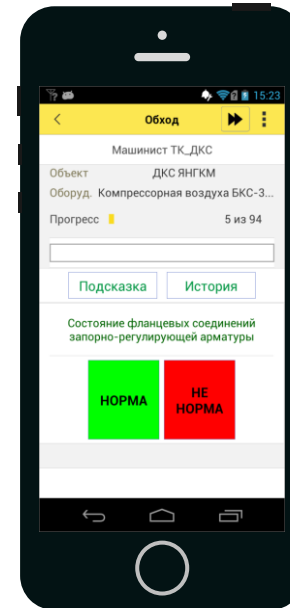 15:23
Обход
Машинист ТК_ДКС
Объект ДКС ЯНГКМ
Оборуд. Компрессорная воздуха БКС-3...
Прогресс 5 из 94
Подсказка История
Состояние фланцевых соединений
запорно-регулирующей арматуры
НОРМА
НЕ
НОРМА